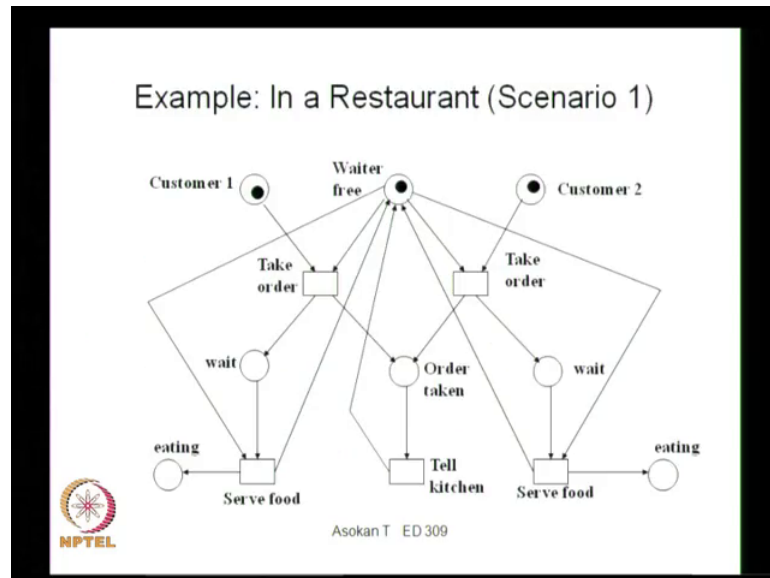 Example: In a Restaurant (Scenario 1)
Customer 1
Waiter
free
Customer 2
Take
order
Take
order
wait
Order
taken
wait
eating
Serve food
Tell
kitchen
Serve food
eating
NPTEL
Asokan T ED 309